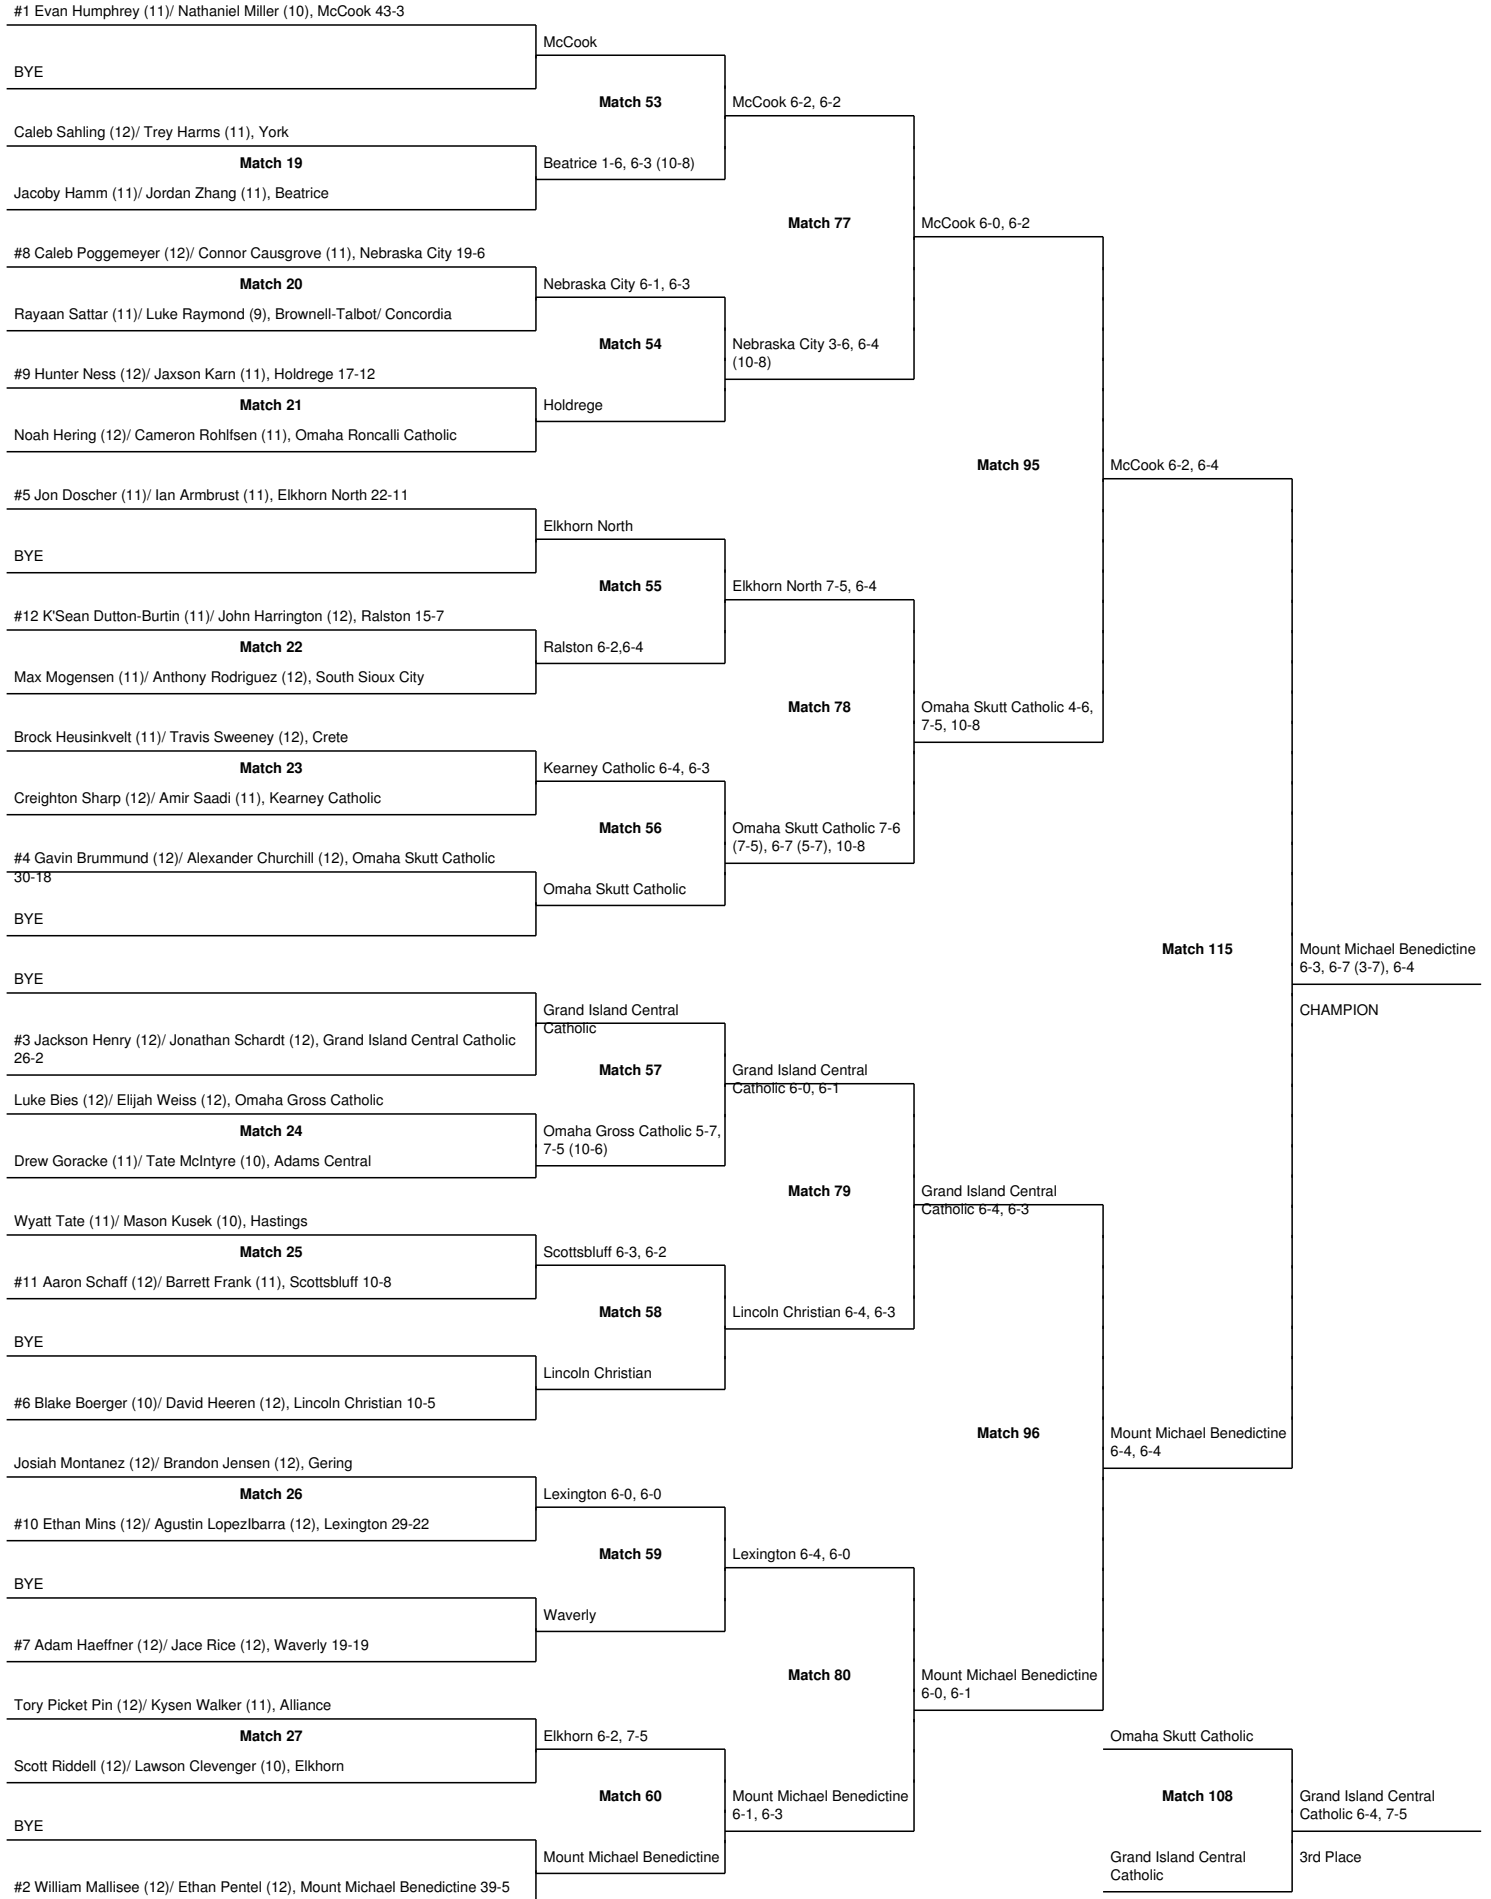 #1 Evan Humphrey (11)/ Nathaniel Miller (10), McCook 43-3
McCook
BYE
Match 53
McCook 6-2, 6-2
Caleb Sahling (12)/ Trey Harms (11), York
Match 19
Beatrice 1-6, 6-3 (10-8)
Jacoby Hamm (11)/ Jordan Zhang (11), Beatrice
Match 77
McCook 6-0, 6-2
#8 Caleb Poggemeyer (12)/ Connor Causgrove (11), Nebraska City 19-6
Match 20
Nebraska City 6-1, 6-3
Rayaan Sattar (11)/ Luke Raymond (9), Brownell-Talbot/ Concordia
Match 54
Nebraska City 3-6, 6-4
(10-8)
#9 Hunter Ness (12)/ Jaxson Karn (11), Holdrege 17-12
Match 21
Holdrege
Noah Hering (12)/ Cameron Rohlfsen (11), Omaha Roncalli Catholic
Match 95
McCook 6-2, 6-4
#5 Jon Doscher (11)/ Ian Armbrust (11), Elkhorn North 22-11
Elkhorn North
BYE
Match 55
Elkhorn North 7-5, 6-4
#12 K'Sean Dutton-Burtin (11)/ John Harrington (12), Ralston 15-7
Match 22
Ralston 6-2,6-4
Max Mogensen (11)/ Anthony Rodriguez (12), South Sioux City
Match 78
Omaha Skutt Catholic 4-6,
7-5, 10-8
Brock Heusinkvelt (11)/ Travis Sweeney (12), Crete
Match 23
Kearney Catholic 6-4, 6-3
Creighton Sharp (12)/ Amir Saadi (11), Kearney Catholic
Match 56
Omaha Skutt Catholic 7-6
(7-5), 6-7 (5-7), 10-8
#4 Gavin Brummund (12)/ Alexander Churchill (12), Omaha Skutt Catholic
30-18
Omaha Skutt Catholic
BYE
Match 115
Mount Michael Benedictine
6-3, 6-7 (3-7), 6-4
CHAMPION
BYE
Grand Island Central
Catholic
#3 Jackson Henry (12)/ Jonathan Schardt (12), Grand Island Central Catholic
26-2
Match 57
Grand Island Central
Catholic 6-0, 6-1
Luke Bies (12)/ Elijah Weiss (12), Omaha Gross Catholic
Match 24
Omaha Gross Catholic 5-7,
7-5 (10-6)
Drew Goracke (11)/ Tate McIntyre (10), Adams Central
Match 79
Grand Island Central
Catholic 6-4, 6-3
Wyatt Tate (11)/ Mason Kusek (10), Hastings
Match 25
Scottsbluff 6-3, 6-2
#11 Aaron Schaff (12)/ Barrett Frank (11), Scottsbluff 10-8
Match 58
Lincoln Christian 6-4, 6-3
BYE
Lincoln Christian
#6 Blake Boerger (10)/ David Heeren (12), Lincoln Christian 10-5
Match 96
Mount Michael Benedictine
6-4, 6-4
Josiah Montanez (12)/ Brandon Jensen (12), Gering
Match 26
Lexington 6-0, 6-0
#10 Ethan Mins (12)/ Agustin LopezIbarra (12), Lexington 29-22
Match 59
Lexington 6-4, 6-0
BYE
Waverly
#7 Adam Haeffner (12)/ Jace Rice (12), Waverly 19-19
Match 80
Mount Michael Benedictine
6-0, 6-1
Tory Picket Pin (12)/ Kysen Walker (11), Alliance
Match 27
Elkhorn 6-2, 7-5
Scott Riddell (12)/ Lawson Clevenger (10), Elkhorn
Match 60
Mount Michael Benedictine
6-1, 6-3
BYE
Mount Michael Benedictine
#2 William Mallisee (12)/ Ethan Pentel (12), Mount Michael Benedictine 39-5
Omaha Skutt Catholic
Match 108
Grand Island Central
Catholic 6-4, 7-5
Grand Island Central
Catholic
3rd Place